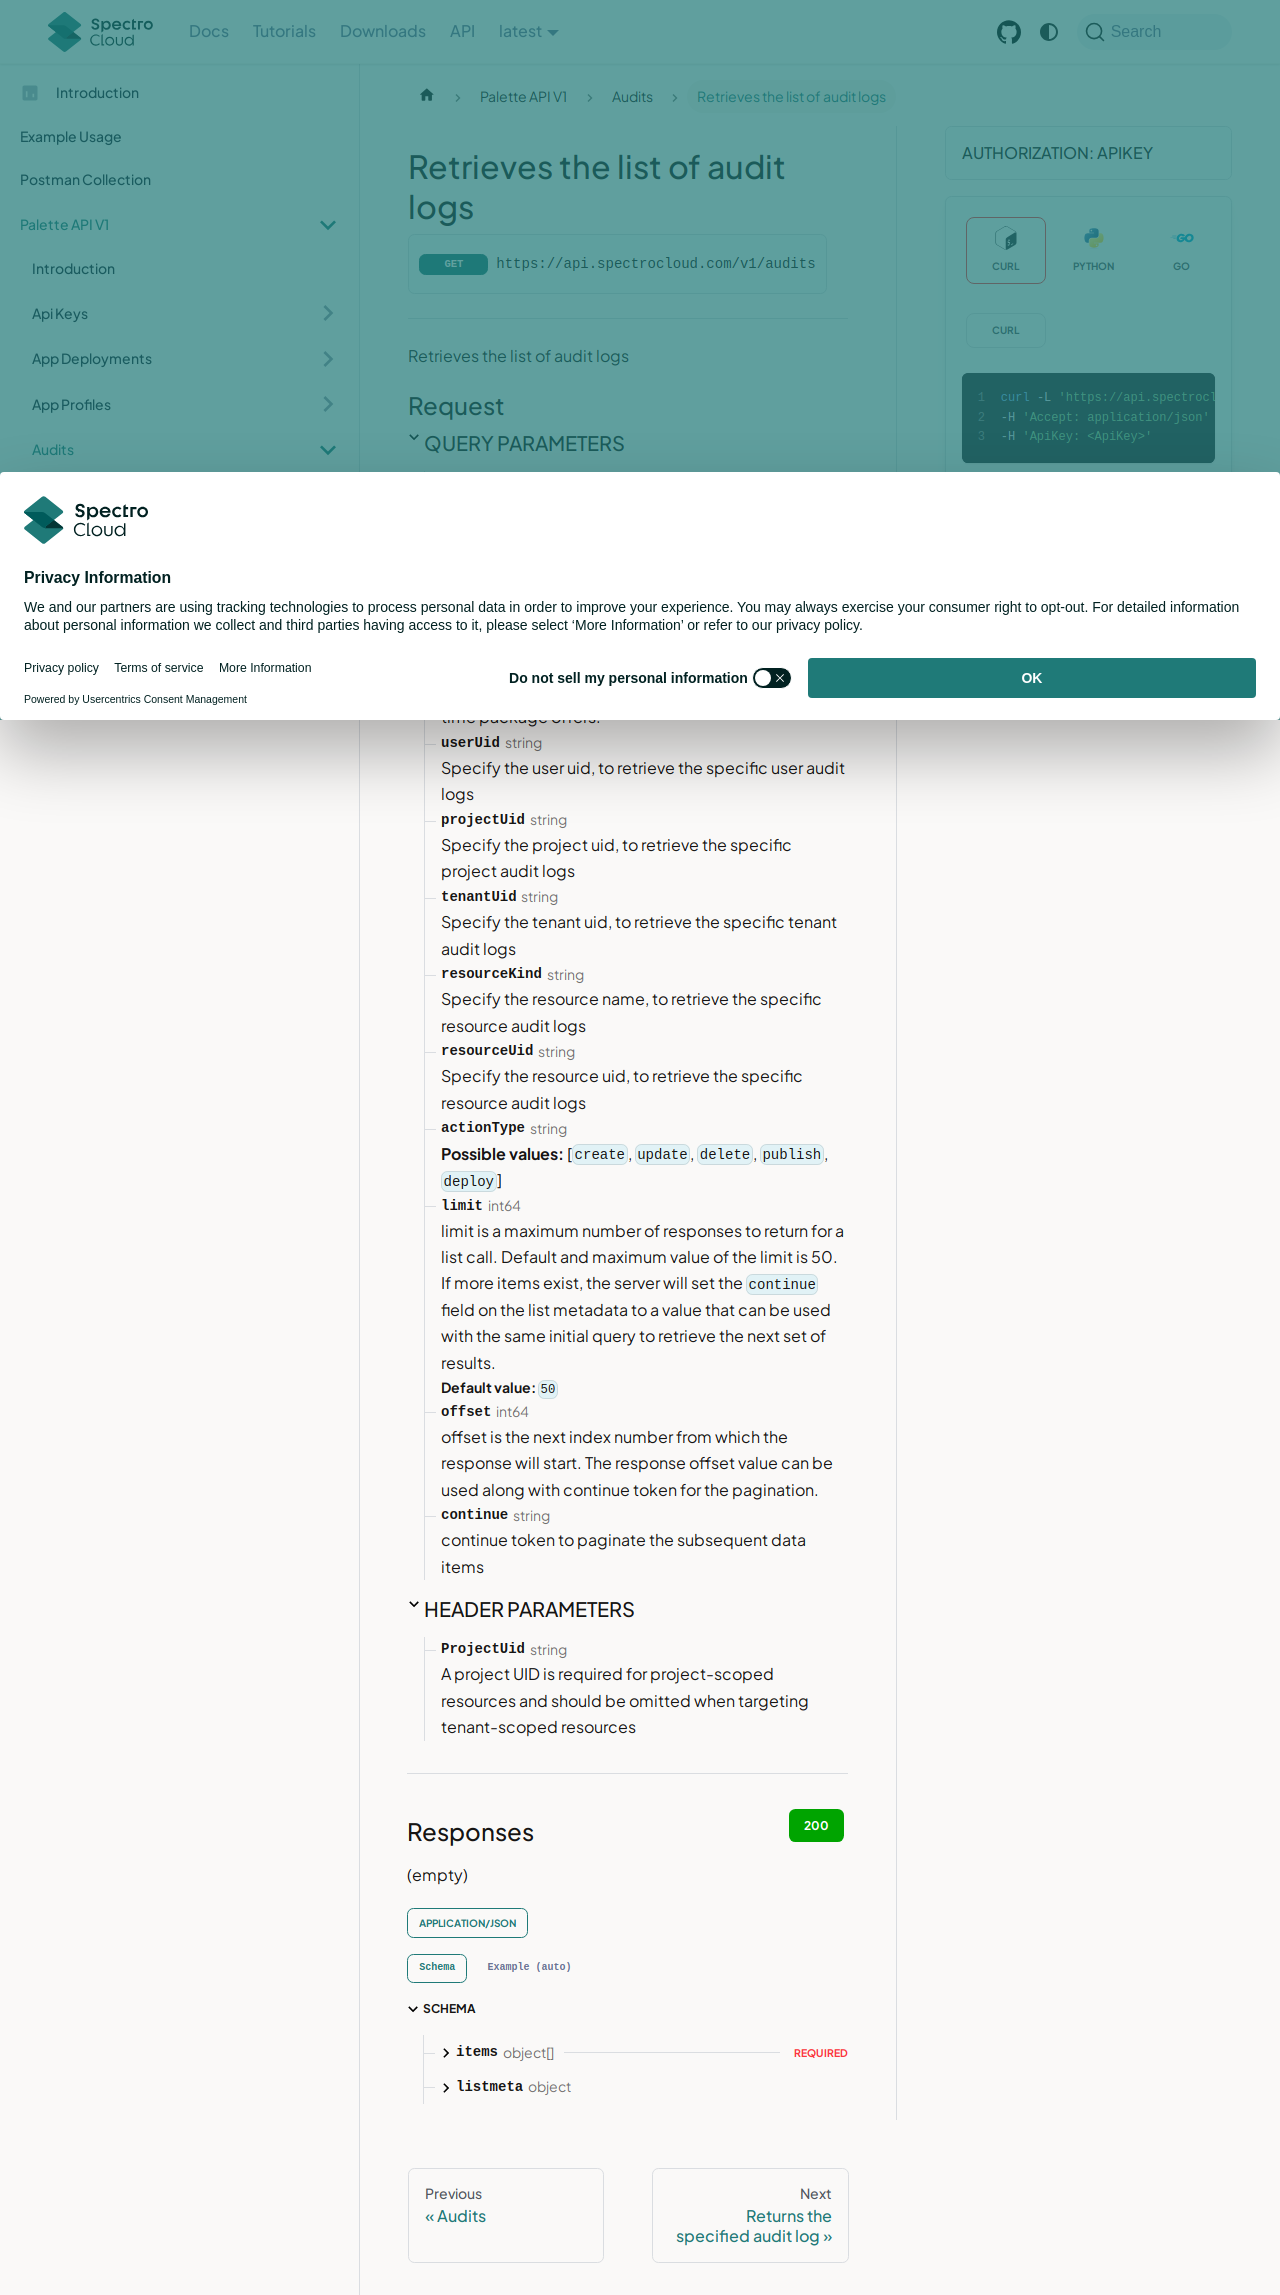 Spectro Cloud
Docs
Tutorials
Downloads
API
latest
Search
Introduction
Example Usage
Postman Collection
Palette API V1
Introduction
Api Keys
App Deployments
App Profiles
Audits
Palette API V1
Audits
Retrieves the list of audit logs
Retrieves the list of audit
logs
GET https://api.spectrocloud.com/v1/audits
Retrieves the list of audit logs
Request
QUERY PARAMETERS
AUTHORIZATION: APIKEY
CURL
PYTHON
GO
CURL
1 curl -L 'https://api.spectrocl
2 -H 'Accept: application/json'
3 -H 'ApiKey: <ApiKey>'
Spectro
Cloud
Privacy Information
We and our partners are using tracking technologies to process personal data in order to improve your experience. You may always exercise your consumer right to opt-out. For detailed information
about personal information we collect and third parties having access to it, please select ‘More Information’ or refer to our privacy policy.
Privacy policy
Terms of service
More Information
Powered by Usercentrics Consent Management
Do not sell my personal information
OK
time package offers.
userUid string
Specify the user uid, to retrieve the specific user audit
logs
projectUid string
Specify the project uid, to retrieve the specific
project audit logs
tenantUid string
Specify the tenant uid, to retrieve the specific tenant
audit logs
resourceKind string
Specify the resource name, to retrieve the specific
resource audit logs
resourceUid string
Specify the resource uid, to retrieve the specific
resource audit logs
actionType string
Possible values: [create, update, delete, publish,
deploy]
limit int64
limit is a maximum number of responses to return for a
list call. Default and maximum value of the limit is 50.
If more items exist, the server will set the continue
field on the list metadata to a value that can be used
with the same initial query to retrieve the next set of
results.
Default value: 50
offset int64
offset is the next index number from which the
response will start. The response offset value can be
used along with continue token for the pagination.
continue string
continue token to paginate the subsequent data
items
HEADER PARAMETERS
ProjectUid string
A project UID is required for project-scoped
resources and should be omitted when targeting
tenant-scoped resources
Responses
200
(empty)
APPLICATION/JSON
Schema
Example (auto)
SCHEMA
items object[] REQUIRED
listmeta object
Previous
« Audits
Next
Returns the
specified audit log »